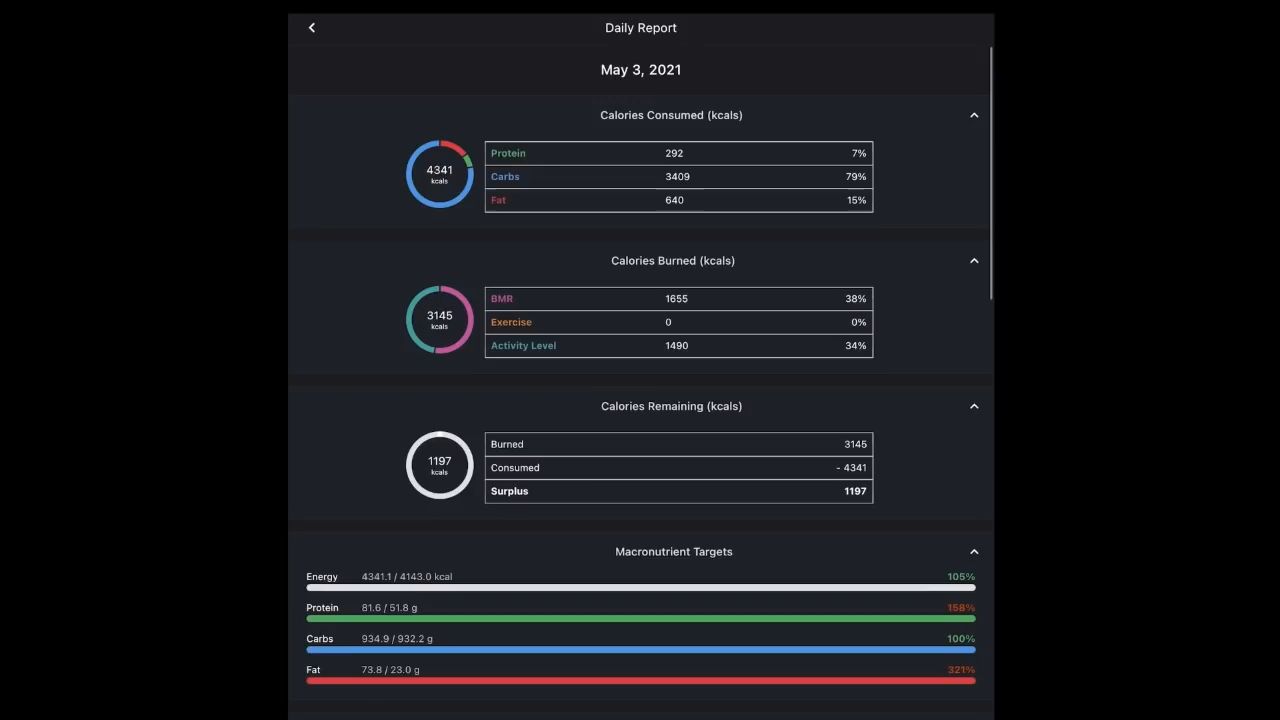 Daily Report
May 3, 2021
Calories Consumed (kcals)
4341
kcals
Protein 292 7%
Carbs 3409 79%
Fat 640 15%
Calories Burned (kcals)
3145
kcals
BMR 1655 38%
Exercise 0 0%
Activity Level 1490 34%
Calories Remaining (kcals)
1197
kcals
Burned 3145
Consumed - 4341
Surplus 1197
Macronutrient Targets
Energy 4341.1 / 4143.0 kcal 105%
Protein 81.6 / 51.8 g 158%
Carbs 934.9 / 932.2 g 100%
Fat 73.8 / 23.0 g 321%